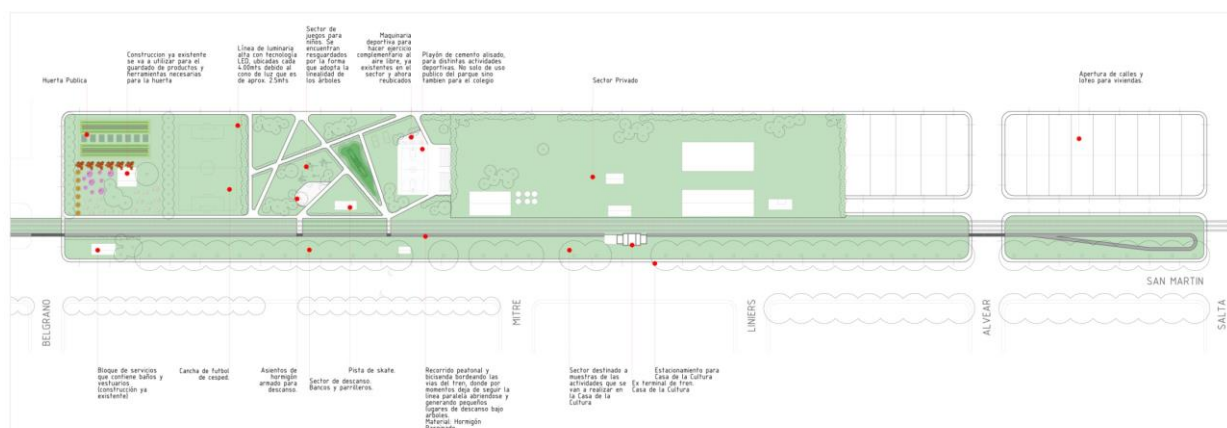 Huerta Publica
Construccion ya existente
se va a utilizar para el
guardado de productos y
herramientas necesarias
para la huerta
Línea de luminaria
alta con tecnología
LED, ubicadas cada
4.00mts debido al
cono de luz que es
de aprox. 2.5mts
Sector de
juegos para
niños. Se
encuentran
resguardados
por la forma
que adopta la
linealidad de
los árboles
Maquinaria
deportiva para
hacer ejercicio
complementario al
aire libre, ya
existentes en el
sector y ahora
reubicados
Playón de cemento alisado,
para distintas actividades
deportivas. No solo de uso
publico del parque sino
tambien para el colegio
Sector Privado
Apertura de calles y
loteo para viviendas.
BELGRANO
MITRE
LINIERS
ALVEAR
SAN MARTIN
SALTA
Bloque de servicios
que contiene baños y
vestuarios
(construcción ya
existente)
Cancha de futbol
de cesped.
Asientos de
hormigón
armado para
descanso.
Sector de descanso.
Bancos y parrilleros.
Pista de skate.
Recorrido peatonal y
bicisenda bordeando las
vias del tren, donde por
momentos deja de seguir la
linea paralela abriendose y
generando pequeños
lugares de descanso bajo
arboles.
Material: Hormigón
Sector destinado a
muestras de las
actividades que se
van a realizar en
la Casa de la
Cultura
Ex terminal de tren.
Casa de la Cultura
Estacionamiento para
Casa de la Cultura